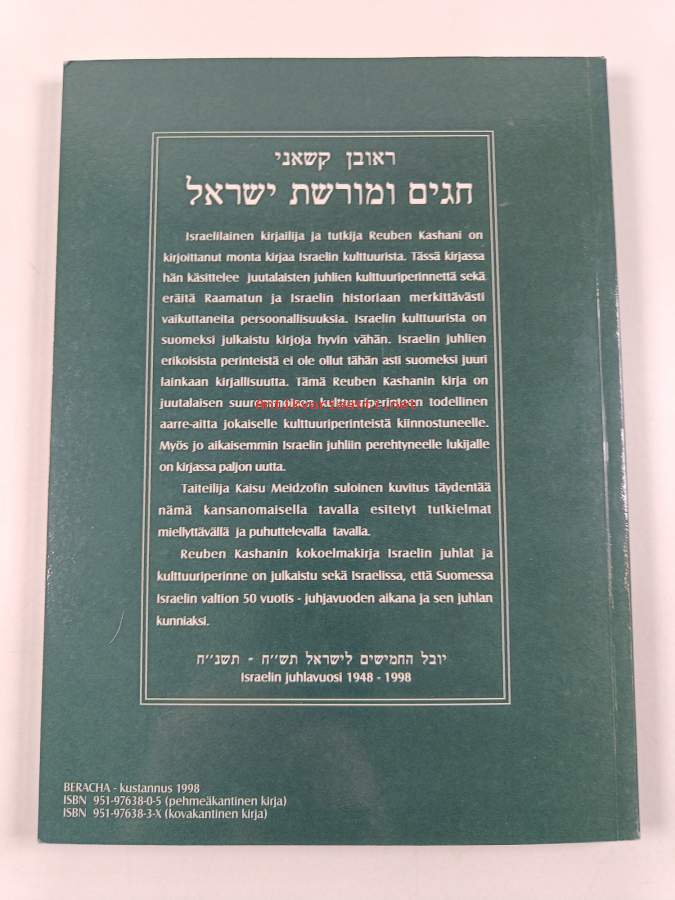 ראובן קשאני
חגים ומורשת ישראל
Israelilainen kirjailija ja tutkija Reuben Kashani on
kirjoittanut monta kirjaa Israelin kulttuurista. Tässä kirjassa
hän käsittelee juutalaisten juhlien kulttuuriperinnettä sekä
eräitä Raamatun ja Israelin historiaan merkittävästi
vaikuttaneita persoonallisuuksia. Israelin kulttuurista on
suomeksi julkaistu kirjoja hyvin vähän. Israelin juhlien
erikoisista perinteistä ei ole ollut tähän asti suomeksi juuri
lainkaan kirjallisuutta. Tämä Reuben Kashanin kirja on
juutalaisen suurenmoisen kulttuuriperinteen todellinen
aarre-aitta jokaiselle kulttuuriperinteistä kiinnostuneelle.
Myös jo aikaisemmin Israelin juhliin perehtyneelle lukijalle
on kirjassa paljon uutta.
Taiteilija Kaisu Meidzofin suloinen kuvitus täydentää
nämä kansanomaisella tavalla esitetyt tutkielmat
miellyttävällä ja puhuttelevalla tavalla.
Reuben Kashanin kokoelmakirja Israelin juhlat ja
kulttuuriperinne on julkaistu sekä Israelissa, että Suomessa
Israelin valtion 50 vuotis - juhjavuoden aikana ja sen juhlan
kunniaksi.
יובל החמישים לישראל תש״ח - תשנ״ח
Israelin juhlavuosi 1948 - 1998
BERACHA - kustannus 1998
ISBN 951-97638-0-5 (pehmeäkantinen kirja)
ISBN 951-97638-3-X (kovakantinen kirja)